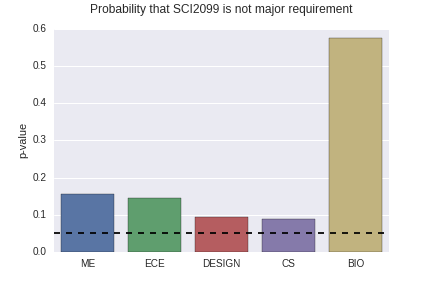 Probability that SCI2099 is not major requirement
0.6
0.5
0.4
0.3
0.2
0.1
0.0
p-value
ME ECE DESIGN CS BIO